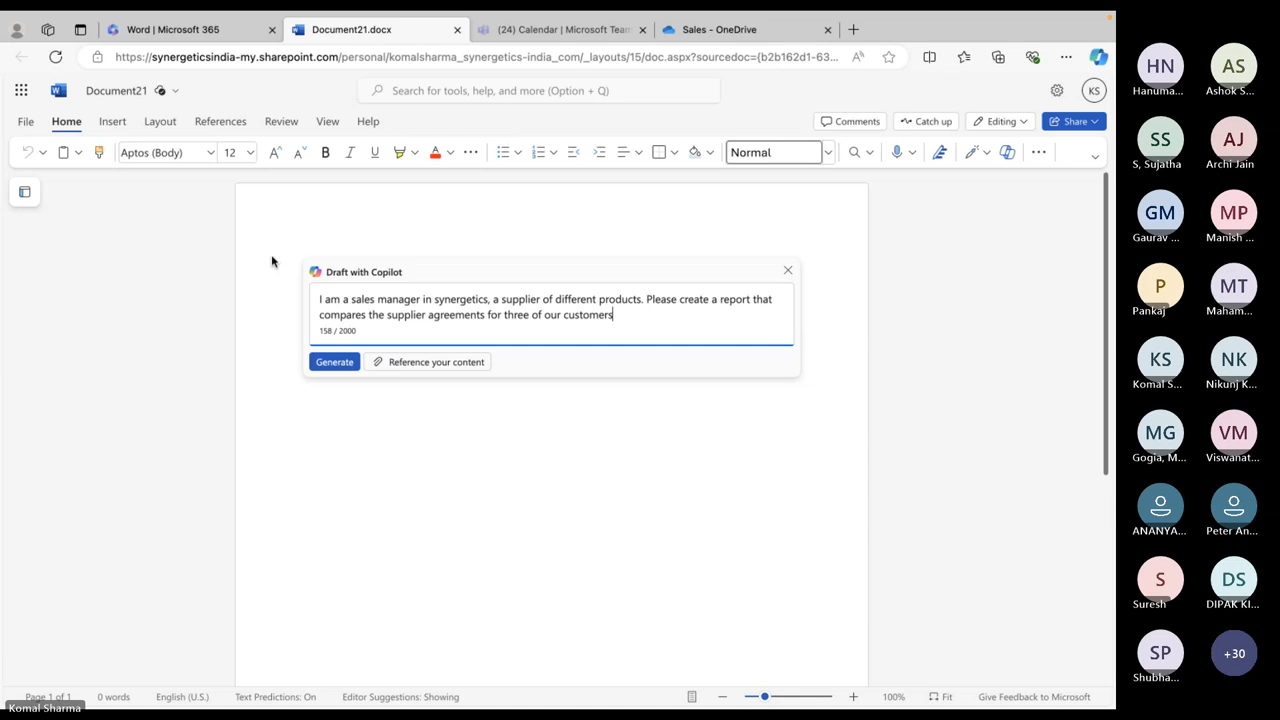 Word | Microsoft 365
Document21.docx
(24) Calendar | Microsoft Team
Sales - OneDrive
https://synergeticsindia-my.sharepoint.com/personal/komalsharma_synergetics-india_com/_layouts/15/doc.aspx?sourcedoc={b2b162d1-63...
Document21
Search for tools, help, and more (Option + Q)
KS
File Home Insert Layout References Review View Help
Comments Catch up Editing Share
Aptos (Body) 12 Normal
Draft with Copilot
I am a sales manager in synergetics, a supplier of different products. Please create a report that
compares the supplier agreements for three of our customers
158 / 2000
Generate Reference your content
Page 1 of 1 0 words English (U.S.) Text Predictions: On Editor Suggestions: Showing 100% Fit Give Feedback to Microsoft
Komal Sharma
HN AS
Hanuma... Ashok S...
SS AJ
S, Sujatha Archi Jain
GM MP
Gaurav ... Manish ...
P MT
Pankaj Maham...
KS NK
Komal S... Nikunj K...
MG VM
Gogia, M... Viswanat...
ANANYA... Peter An...
S DS
Suresh DIPAK KI...
SP +30
Shubha...